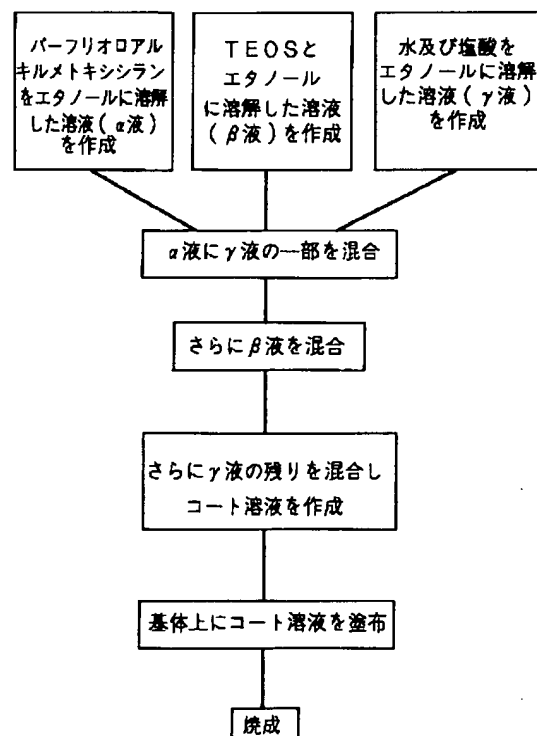 パーフリオロアル
キルメトキシシラン
をエタノールに溶解
した溶液(α液)
を作成
TEOSと
エタノール
に溶解した溶液
(β液)を作成
水及び塩酸を
エタノールに溶解
した溶液(γ液)
を作成
α液にγ液の一部を混合
さらにβ液を混合
さらにγ液の残りを混合し
コート溶液を作成
基体上にコート溶液を塗布
焼成